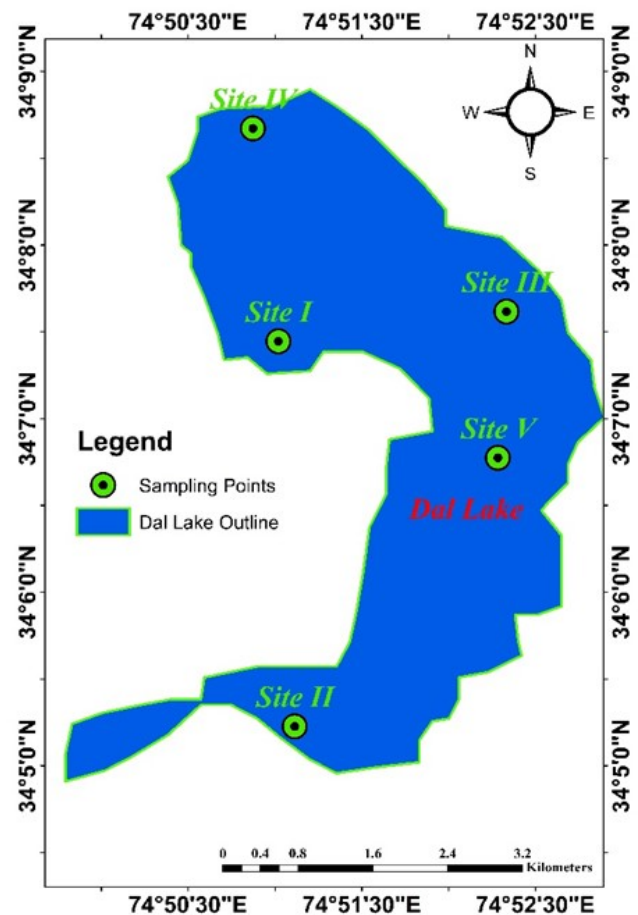 74°50'30"E 74°51'30"E 74°52'30"E
34°9'0"N 34°9'0"N
N
W E
S
Site IV
34°8'0"N 34°8'0"N
Site III
Site I
34°7'0"N 34°7'0"N
Site V
Legend
Sampling Points
Dal Lake
Dal Lake Outline
34°6'0"N 34°6'0"N
Site II
34°5'0"N 34°5'0"N
0 0.4 0.8 1.6 2.4 3.2
Kilometers
74°50'30"E 74°51'30"E 74°52'30"E